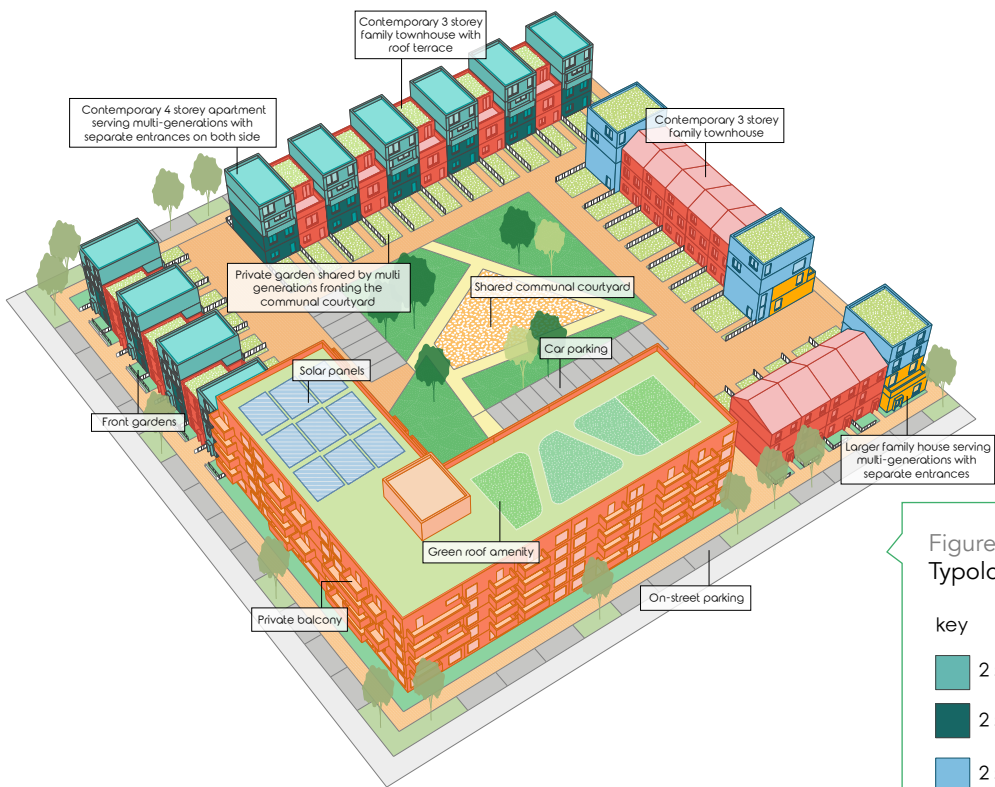 Contemporary 3 storey
family townhouse with
roof terrace
Contemporary 4 storey apartment
serving multi-generations with
separate entrances on both side
Contemporary 3 storey
family townhouse
Private garden shared by multi
generations fronting the
communal courtyard
Shared communal courtyard
Car parking
Solar panels
Front gardens
Larger family house serving
multi-generations with
separate entrances
Green roof amenity
On-street parking
Private balcony
Figure
Typolo
key
2
2
2